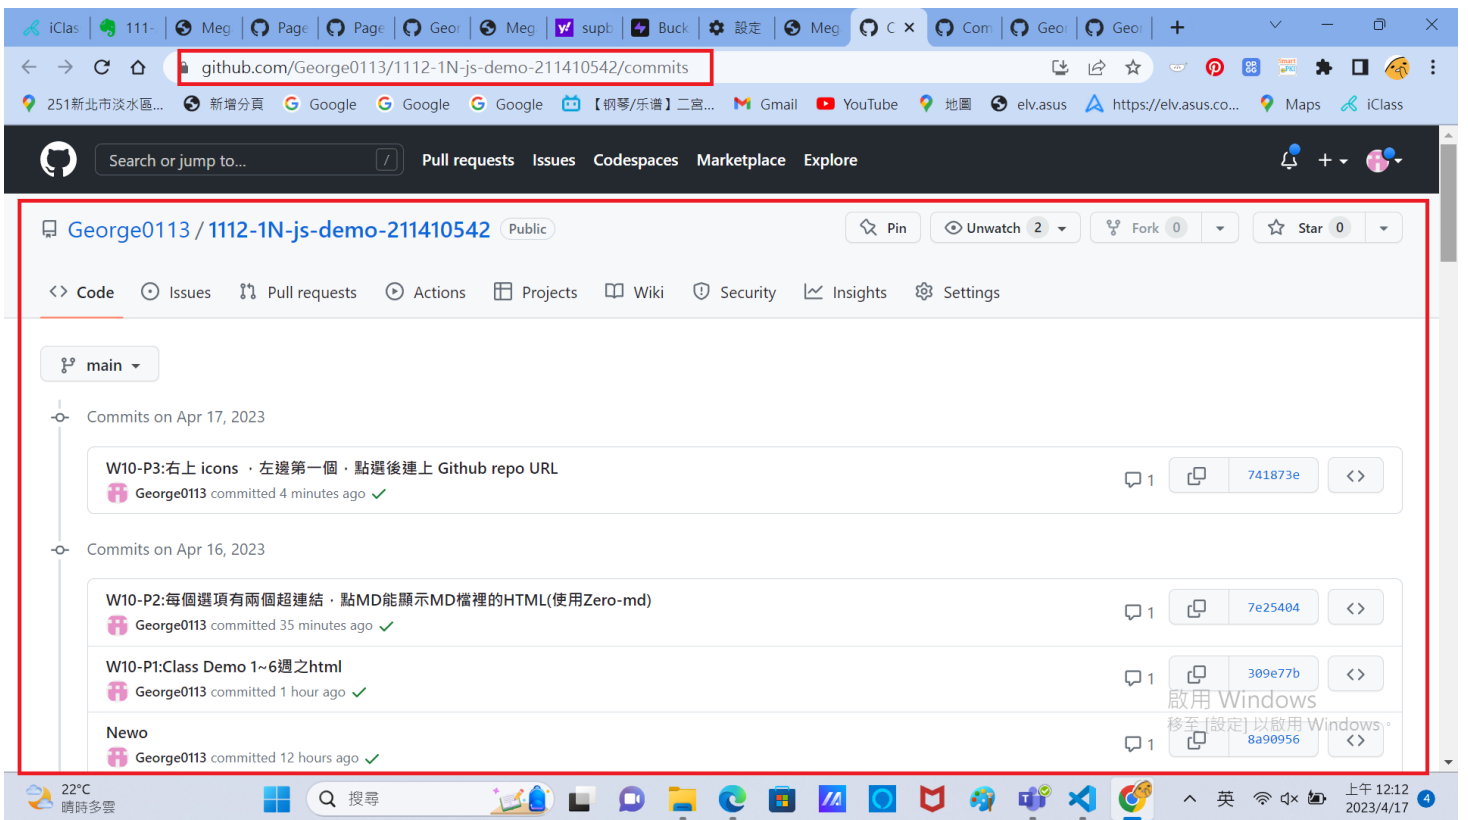 iClas
111-
Meg
Page
Page
Geor
Meg
supb
Buck
設定
Meg
C
Com
Geor
Geor
github.com/George0113/1112-1N-js-demo-211410542/commits
251新北市淡水區...
新增分頁
Google
Google
Google
【钢琴/乐谱】二宫...
Gmail
YouTube
地圖
elv.asus
https://elv.asus.co...
Maps
iClass
Search or jump to...
/
Pull requests
Issues
Codespaces
Marketplace
Explore
George0113 / 1112-1N-js-demo-211410542 Public
Pin
Unwatch 2
Fork 0
Star 0
Code
Issues
Pull requests
Actions
Projects
Wiki
Security
Insights
Settings
main
Commits on Apr 17, 2023
W10-P3:右上 icons ，左邊第一個，點選後連上 Github repo URL
George0113 committed 4 minutes ago
1
741873e
Commits on Apr 16, 2023
W10-P2:每個選項有兩個超連結，點MD能顯示MD檔裡的HTML(使用Zero-md)
George0113 committed 35 minutes ago
1
7e25404
W10-P1:Class Demo 1~6週之html
George0113 committed 1 hour ago
1
309e77b
Newo
George0113 committed 12 hours ago
1
8a90956
啟用 Windows
移至 [設定] 以啟用 Windows。
22°C
晴時多雲
搜尋
英
上午 12:12
2023/4/17
4